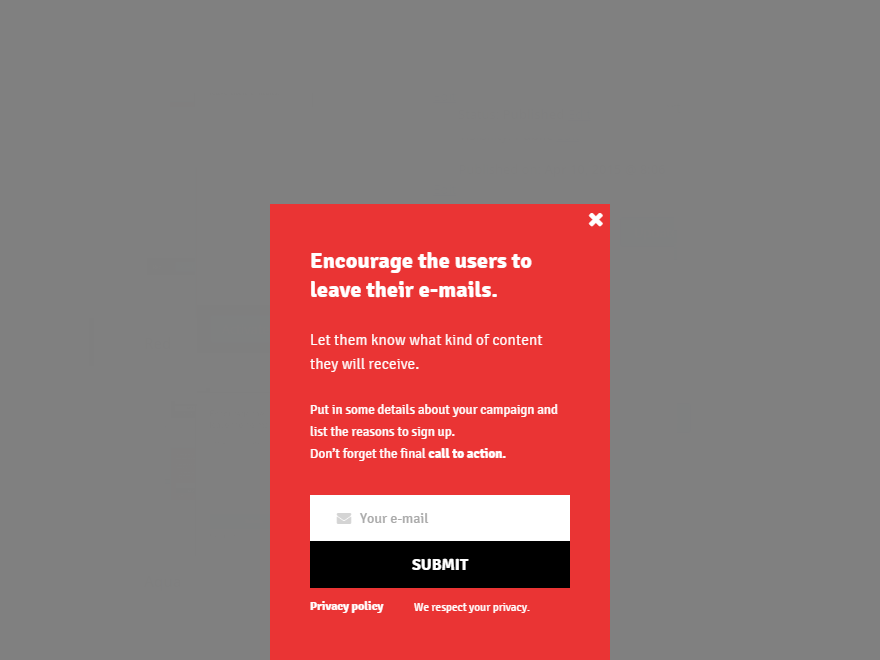 Encourage the users to
leave their e-mails.
Let them know what kind of content
they will receive.
Put in some details about your campaign and
list the reasons to sign up.
Don't forget the final call to action.
Your e-mail
SUBMIT
Privacy policy We respect your privacy.